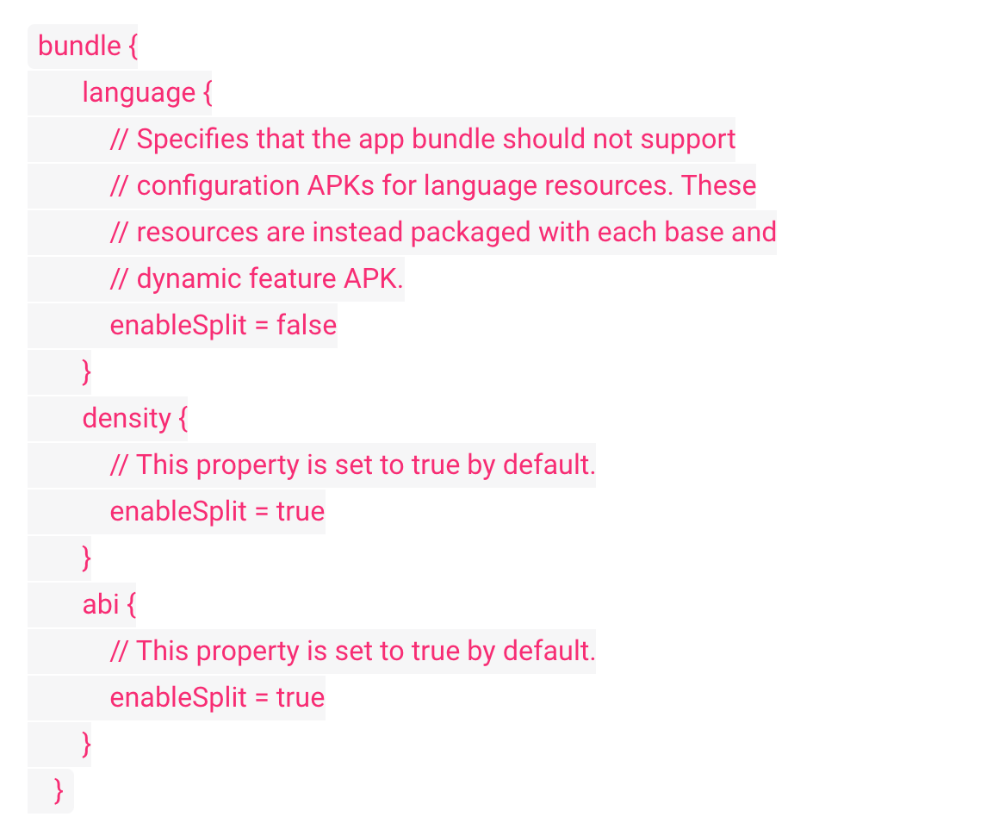 bundle {
language {
// Specifies that the app bundle should not support
// configuration APKs for language resources. These
// resources are instead packaged with each base and
// dynamic feature APK.
enableSplit = false
}
density {
// This property is set to true by default.
enableSplit = true
}
abi {
// This property is set to true by default.
enableSplit = true
}
}